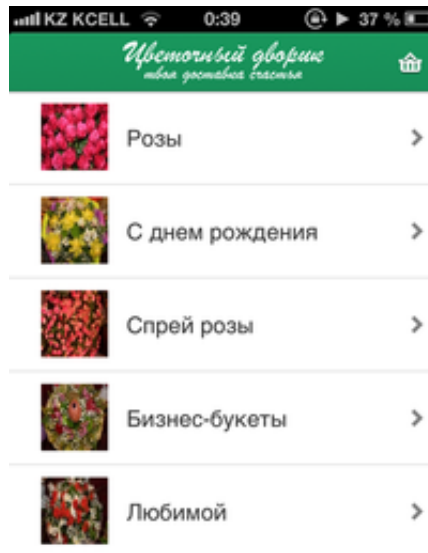 KZ KCELL 0:39 37 %
Цветочный дворик
твоя доставка счастья
Розы
С днем рождения
Спрей розы
Бизнес-букеты
Любимой